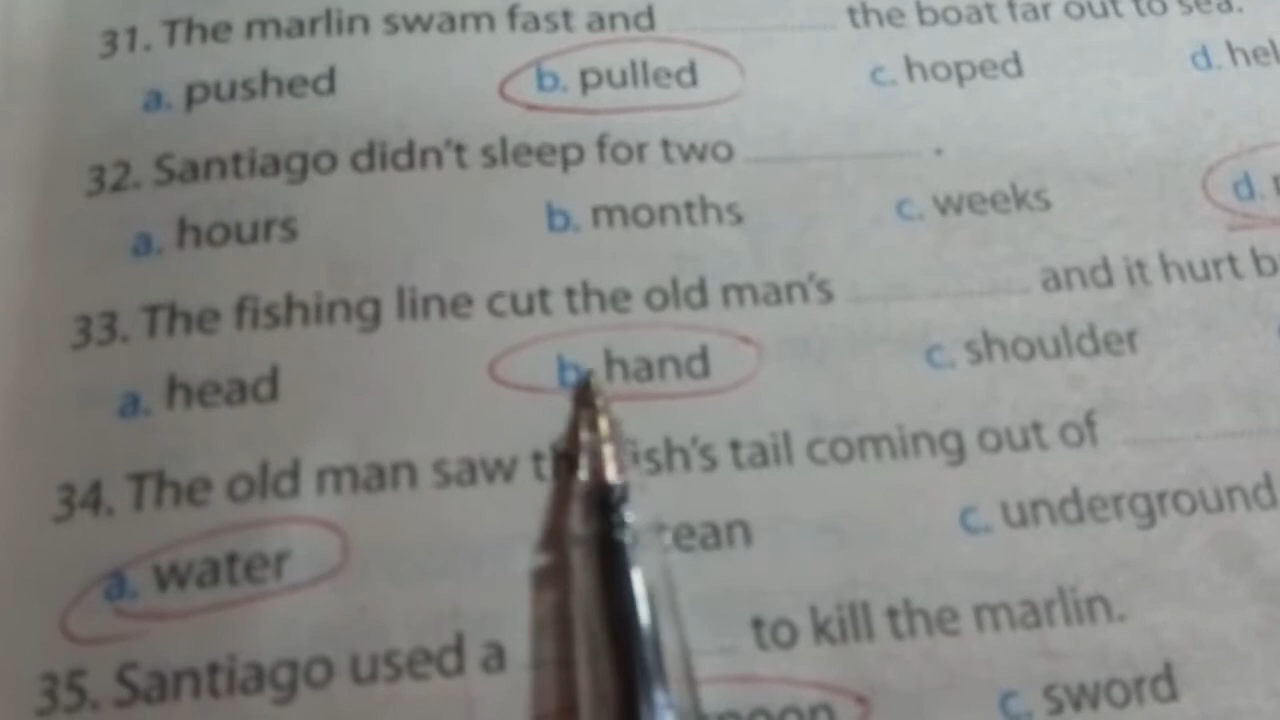 31. The marlin swam fast and the boat far out to sea.
a. pushed b. pulled c. hoped d.
32. Santiago didn't sleep for two .
a. hours b. months c. weeks d.
33. The fishing line cut the old man's and it hurt
a. head b. hand c. shoulder
34. The old man saw tail coming out of
a. water c. underground
35. Santiago used a to kill the marlin.
c. sword